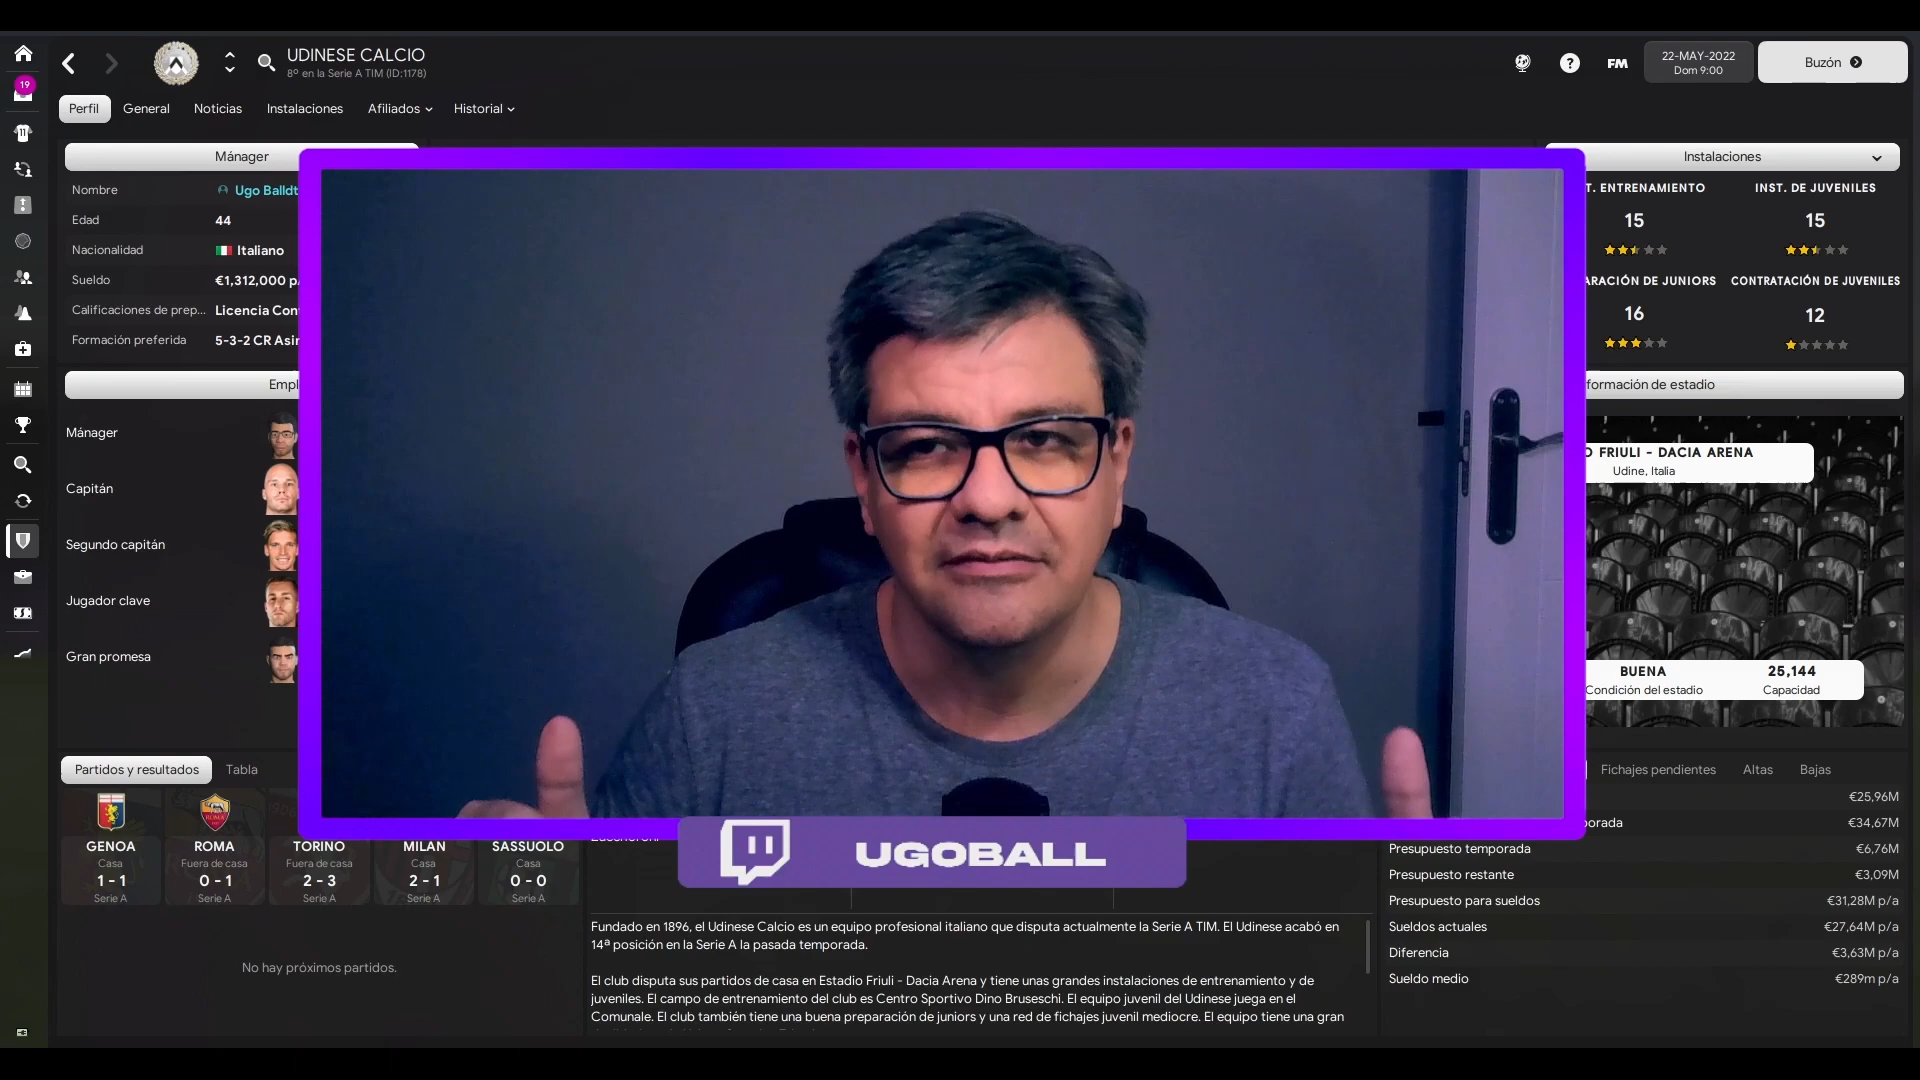 19
UDINESE CALCIO
8º en la Serie A TIM (ID:1178)
FM
22-MAY-2022
Dom 9:00
Buzón
Perfil
General
Noticias
Instalaciones
Afiliados
Historial
Mánager
Nombre
Ugo Balldt
Edad
44
Nacionalidad
Italiano
Sueldo
€1,312,000 p/
Calificaciones de prep...
Licencia Con
Formación preferida
5-3-2 CR Asi
Empl
Mánager
Capitán
Segundo capitán
Jugador clave
Gran promesa
Instalaciones
T. ENTRENAMIENTO
INST. DE JUVENILES
15
15
ARACIÓN DE JUNIORS
CONTRATACIÓN DE JUVENILES
16
12
formación de estadio
O FRIULI - DACIA ARENA
Udine, Italia
BUENA
25,144
Condición del estadio
Capacidad
Partidos y resultados
Tabla
GENOA
Casa
1 - 1
Serie A
ROMA
Fuera de casa
0 - 1
Serie A
TORINO
Fuera de casa
2 - 3
Serie A
MILAN
Casa
2 - 1
Serie A
SASSUOLO
Casa
0 - 0
Serie A
No hay próximos partidos.
UGOBALL
Fundado en 1896, el Udinese Calcio es un equipo profesional italiano que disputa actualmente la Serie A TIM. El Udinese acabó en
14ª posición en la Serie A la pasada temporada.
El club disputa sus partidos de casa en Estadio Friuli - Dacia Arena y tiene unas grandes instalaciones de entrenamiento y de
juveniles. El campo de entrenamiento del club es Centro Sportivo Dino Bruseschi. El equipo juvenil del Udinese juega en el
Comunale. El club también tiene una buena preparación de juniors y una red de fichajes juvenil mediocre. El equipo tiene una gran
Fichajes pendientes
Altas
Bajas
€25,96M
porada
€34,67M
Presupuesto temporada
€6,76M
Presupuesto restante
€3,09M
Presupuesto para sueldos
€31,28M p/a
Sueldos actuales
€27,64M p/a
Diferencia
€3,63M p/a
Sueldo medio
€289m p/a